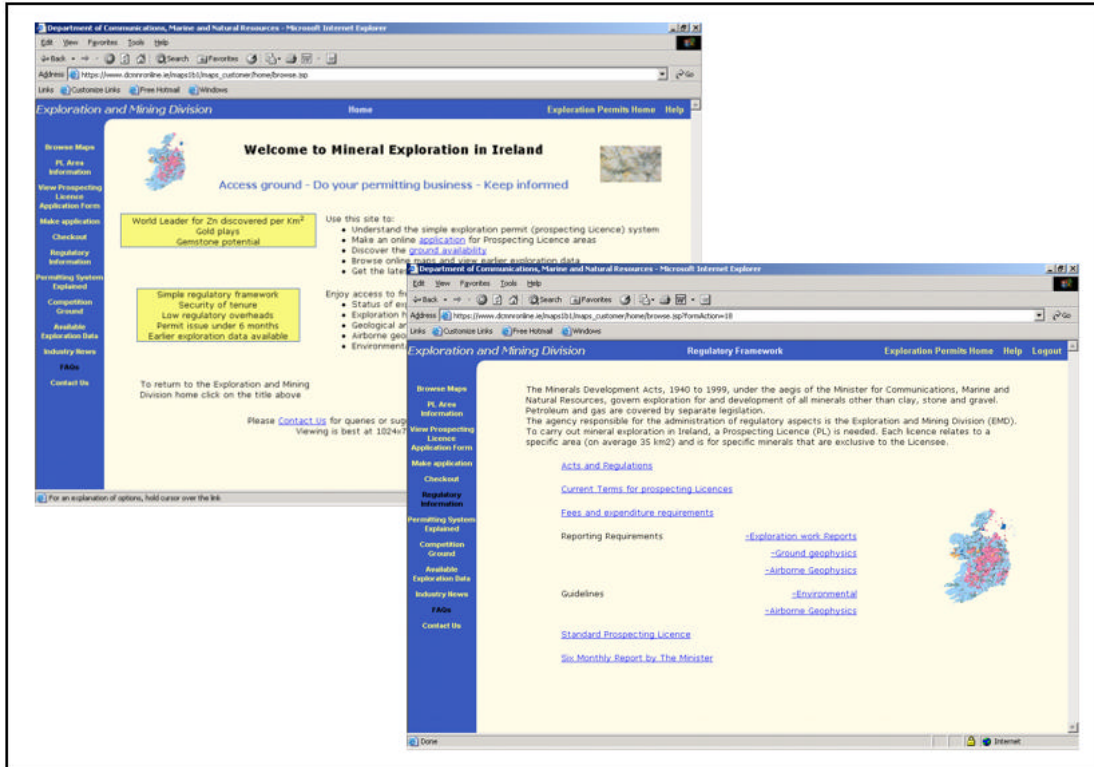 Department of Communications, Marine and Natural Resources - Microsoft Internet Explorer
Edit View Favorites Tools Help
Back Search Favorites
Address https://www.dcmnronline.ie/maps1b1/maps_customer/home/browse.jsp Go
Links Customize Links Free Hotmail Windows
Exploration and Mining Division Home Exploration Permits Home Help
Browse Maps
PL Area
Information
View Prospecting
Licence
Application Form
Make application
Checkout
Regulatory
Information
Permitting System
Explained
Competition
Ground
Available
Exploration Data
Industry News
FAQs
Contact Us
Welcome to Mineral Exploration in Ireland
Access ground - Do your permitting business - Keep informed
World Leader for Zn discovered per Km²
Gold plays
Gemstone potential
Simple regulatory framework
Security of tenure
Low regulatory overheads
Permit issue under 6 months
Earlier exploration data available
Use this site to:
• Understand the simple exploration permit (prospecting Licence) system
• Make an online application for Prospecting Licence areas
• Discover the ground availability
• Browse online maps and view earlier exploration data
• Get the
Enjoy access to
• Status of
• Exploration
• Geological
• Airborne
•
To return to the Exploration and Mining
Division home click on the title above
Please Contact Us for queries or
Viewing is best at
For an explanation of options, hold cursor over the link
Department of Communications, Marine and Natural Resources - Microsoft Internet Explorer
Edit View Favorites Tools Help
Back Search Favorites
Address https://www.dcmnronline.ie/maps1b1/maps_customer/home/browse.jsp?formAction=18 Go
Links Customize Links Free Hotmail Windows
Exploration and Mining Division Regulatory Framework Exploration Permits Home Help Logout
Browse Maps
PL Area
Information
View Prospecting
Licence
Application Form
Make application
Checkout
Regulatory
Information
Permitting System
Explained
Competition
Ground
Available
Exploration Data
Industry News
FAQs
Contact Us
The Minerals Development Acts, 1940 to 1999, under the aegis of the Minister for Communications, Marine and
Natural Resources, govern exploration for and development of all minerals other than clay, stone and gravel.
Petroleum and gas are covered by separate legislation.
The agency responsible for the administration of regulatory aspects is the Exploration and Mining Division (EMD).
To carry out mineral exploration in Ireland, a Prospecting Licence (PL) is needed. Each licence relates to a
specific area (on average 35 km2) and is for specific minerals that are exclusive to the Licensee.
Acts and Regulations
Current Terms for prospecting Licences
Fees and expenditure requirements
Reporting Requirements -Exploration work Reports
-Ground geophysics
-Airborne Geophysics
Guidelines -Environmental
-Airborne Geophysics
Standard Prospecting Licence
Six Monthly Report by The Minister
Done Internet